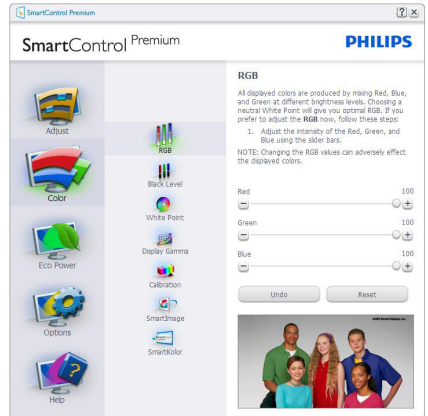 SmartControl Premium
SmartControl Premium
PHILIPS
Adjust
Color
Eco Power
Options
Help
RGB
Black Level
White Point
Display Gamma
Calibration
SmartImage
SmartKolor
RGB
All displayed colors are produced by mixing Red, Blue,
and Green at different brightness levels. Choosing a
neutral White Point will give you optimal RGB. If you
prefer to adjust the RGB now, follow these steps:
1. Adjust the intensity of the Red, Green, and
Blue using the slider bars.
NOTE: Changing the RGB values can adversely effect
the displayed colors.
Red 100
Green 100
Blue 100
Undo Reset